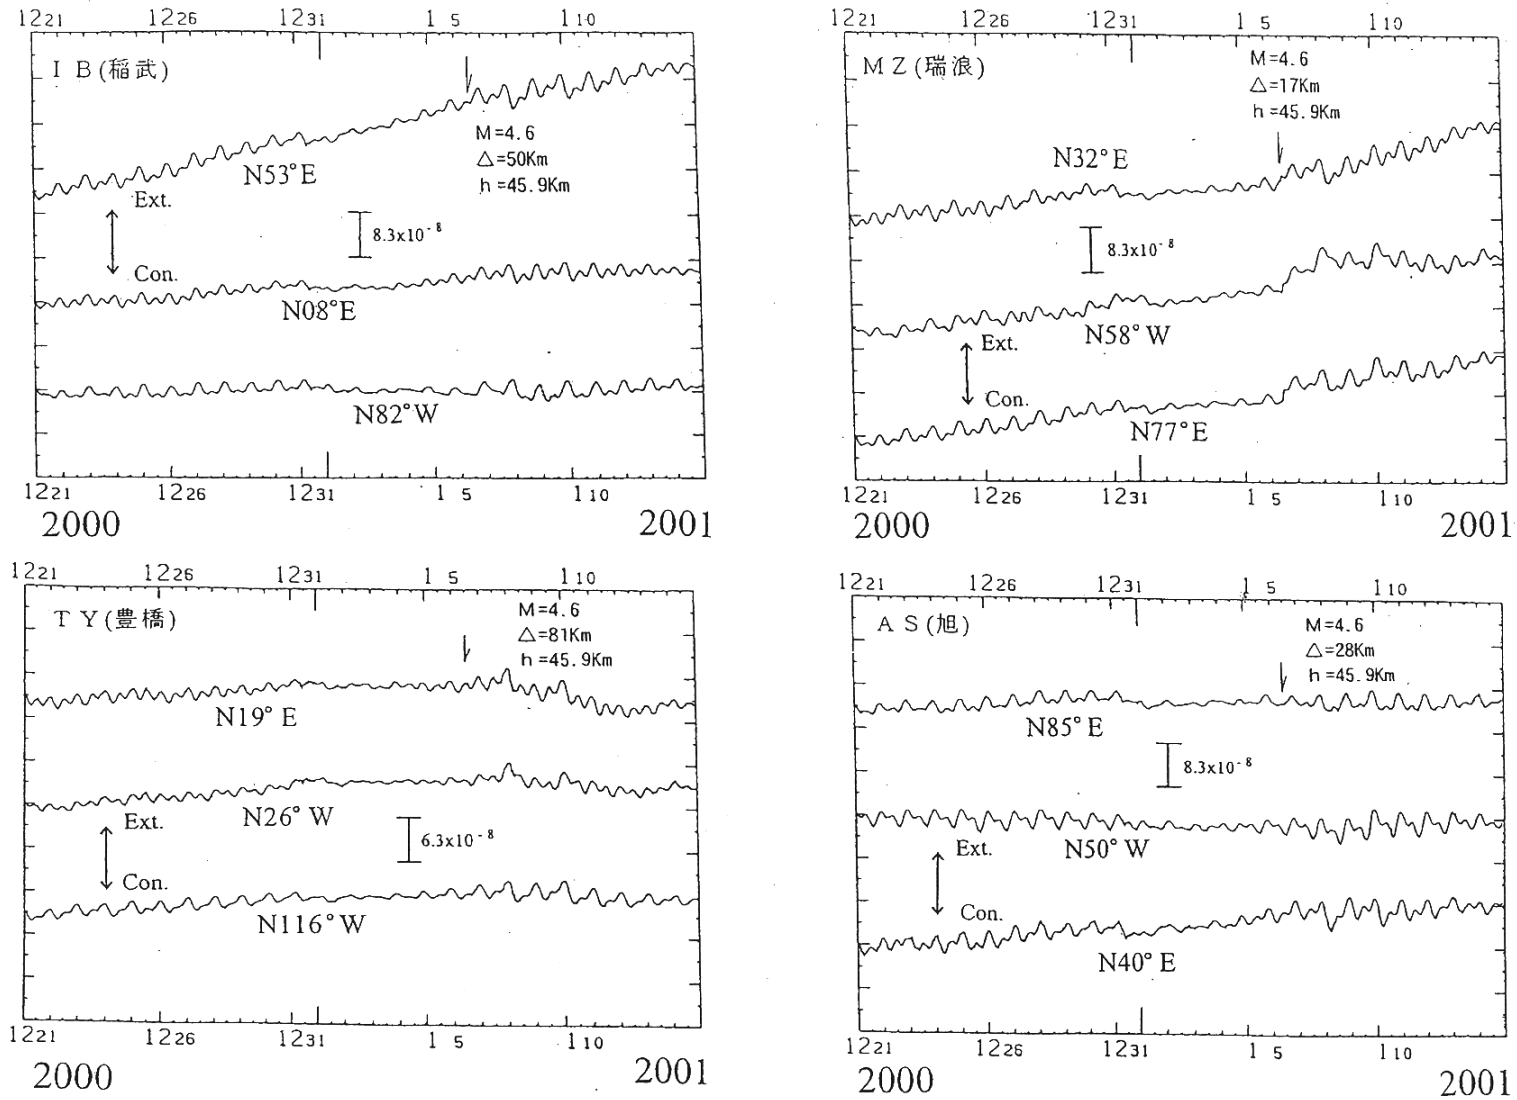 12 21 12 26 12 31 1 5 1 10
I B (稲武)
M=4.6
△=50Km
h=45.9Km
N53°E
Ext.
8.3x10⁻⁸
Con.
N08°E
N82°W
12 21 12 26 12 31 1 5 1 10
2000 2001
12 21 12 26 12 31 1 5 1 10
M Z (瑞浪)
M=4.6
△=17Km
h=45.9Km
N32°E
8.3x10⁻⁸
N58°W
Ext.
Con.
N77°E
12 21 12 26 12 31 1 5 1 10
2000 2001
12 21 12 26 12 31 1 5 1 10
T Y (豊橋)
M=4.6
△=81Km
h=45.9Km
N19°E
N26°W
Ext.
6.3x10⁻⁸
Con.
N116°W
12 21 12 26 12 31 1 5 1 10
2000 2001
12 21 12 26 12 31 1 5 1 10
A S (旭)
M=4.6
△=28Km
h=45.9Km
N85°E
8.3x10⁻⁸
N50°W
Ext.
Con.
N40°E
12 21 12 26 12 31 1 5 1 10
2000 2001